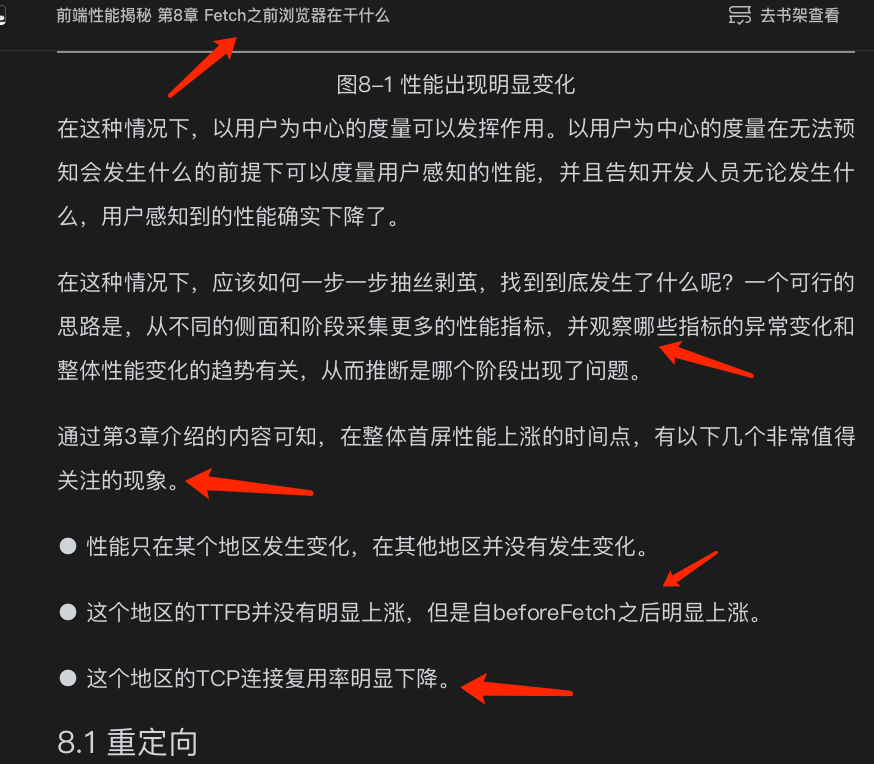 前端性能揭秘 第8章 Fetch之前浏览器在干什么
去书架查看
图8-1 性能出现明显变化
在这种情况下，以用户为中心的度量可以发挥作用。以用户为中心的度量在无法预
知会发生什么的前提下可以度量用户感知的性能，并且告知开发人员无论发生什
么，用户感知到的性能确实下降了。
在这种情况下，应该如何一步一步抽丝剥茧，找到到底发生了什么呢？一个可行的
思路是，从不同的侧面和阶段采集更多的性能指标，并观察哪些指标的异常变化和
整体性能变化的趋势有关，从而推断是哪个阶段出现了问题。
通过第3章介绍的内容可知，在整体首屏性能上涨的时间点，有以下几个非常值得
关注的现象。
● 性能只在某个地区发生变化，在其他地区并没有发生变化。
● 这个地区的TTFB并没有明显上涨，但是自beforeFetch之后明显上涨。
● 这个地区的TCP连接复用率明显下降。
8.1 重定向